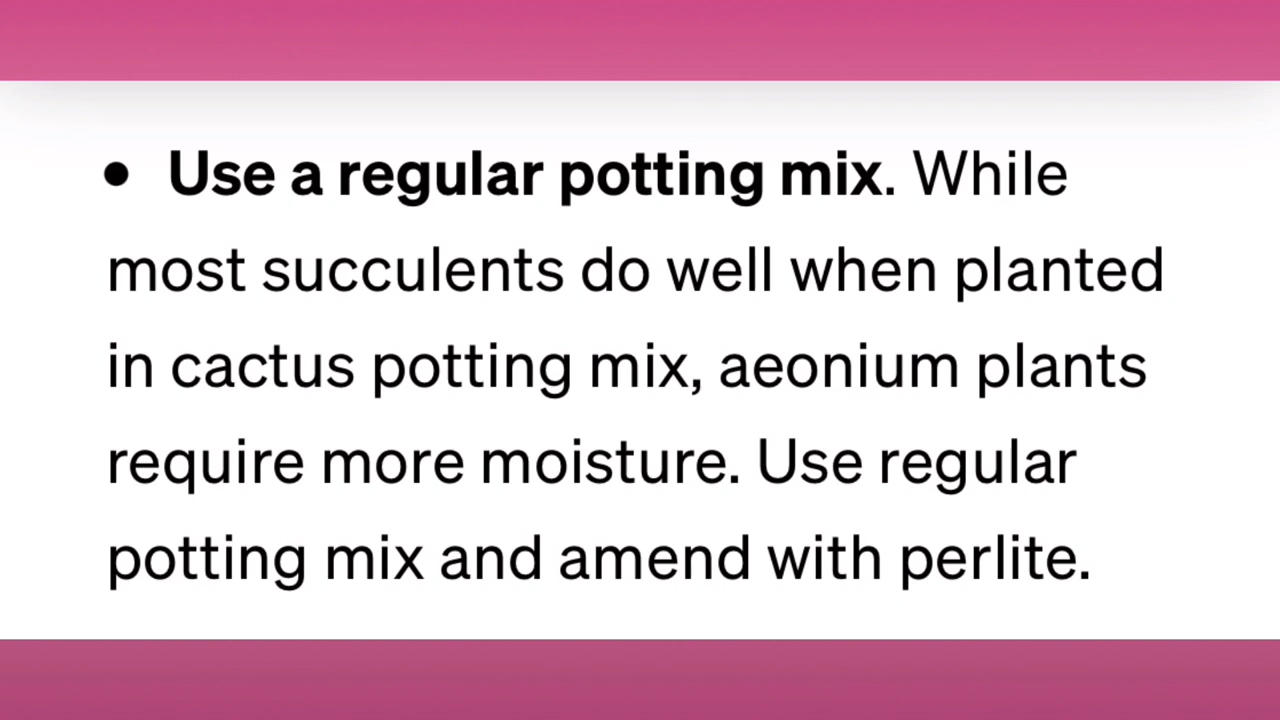 • Use a regular potting mix. While
most succulents do well when planted
in cactus potting mix, aeonium plants
require more moisture. Use regular
potting mix and amend with perlite.